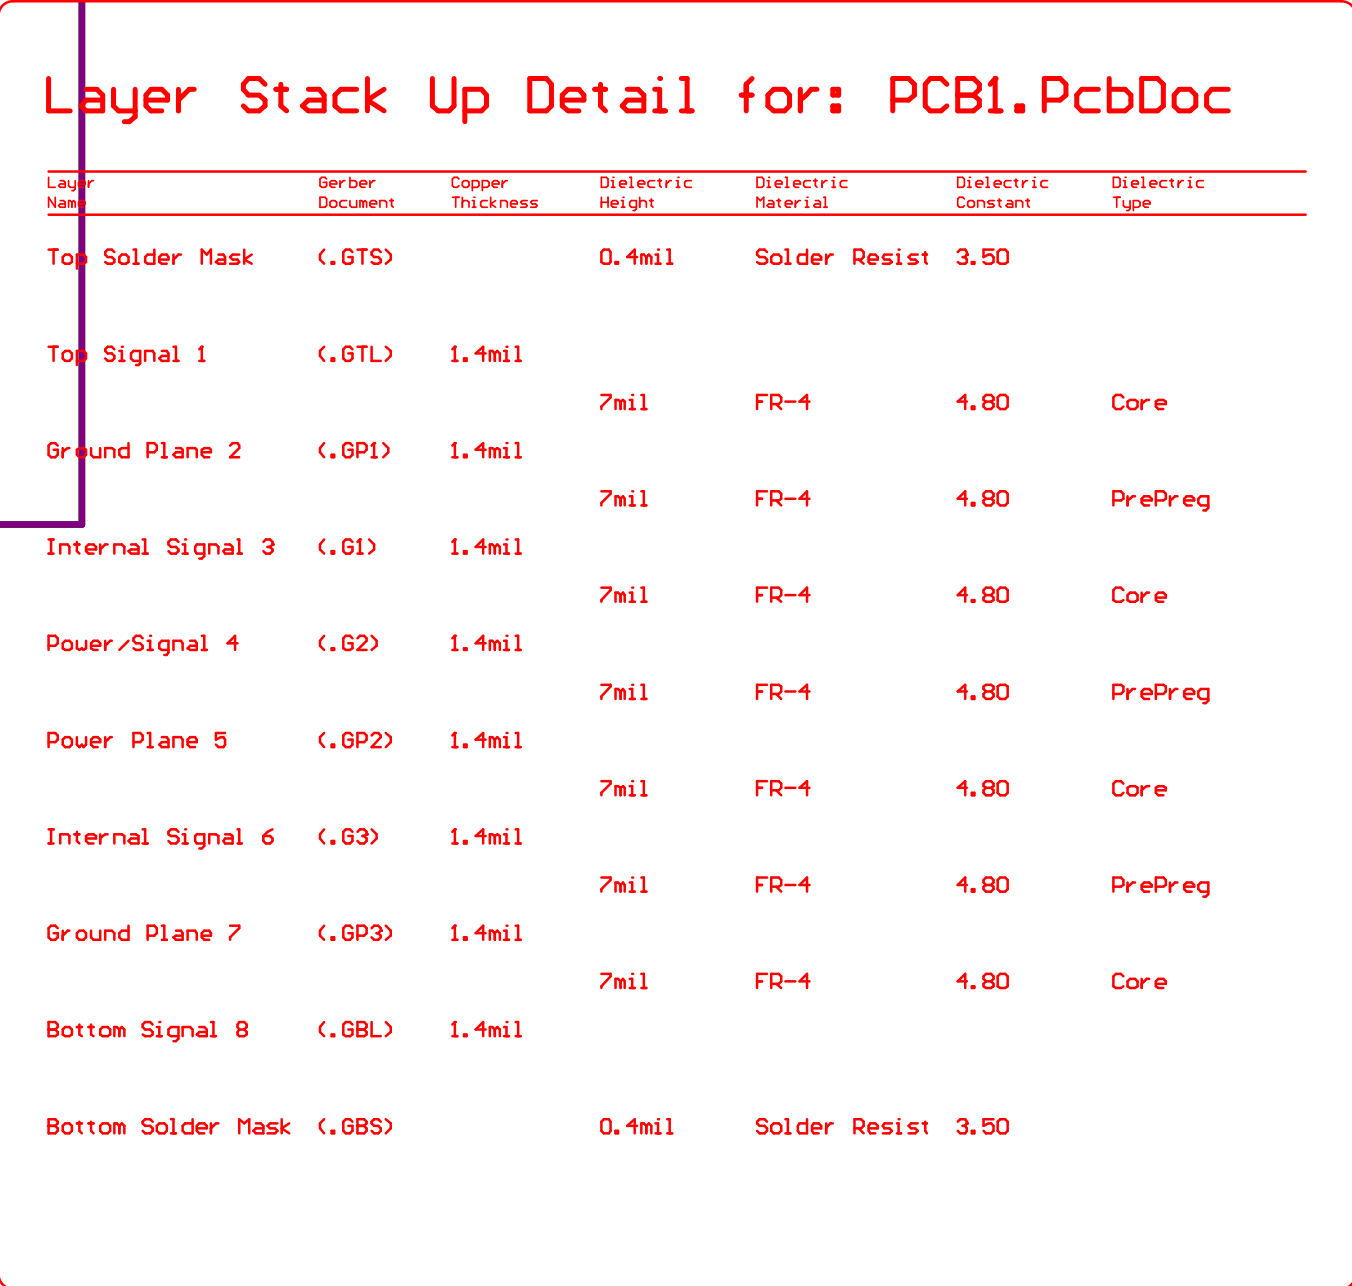 Layer Stack Up Detail for: PCB1.PcbDoc
Layer Gerber Copper Dielectric Dielectric Dielectric Dielectric
Name Document Thickness Height Material Constant Type
Top Solder Mask (.GTS) 0.4mil Solder Resist 3.50
Top Signal 1 (.GTL) 1.4mil
7mil FR-4 4.80 Core
Ground Plane 2 (.GP1) 1.4mil
7mil FR-4 4.80 PrePreg
Internal Signal 3 (.G1) 1.4mil
7mil FR-4 4.80 Core
Power/Signal 4 (.G2) 1.4mil
7mil FR-4 4.80 PrePreg
Power Plane 5 (.GP2) 1.4mil
7mil FR-4 4.80 Core
Internal Signal 6 (.G3) 1.4mil
7mil FR-4 4.80 PrePreg
Ground Plane 7 (.GP3) 1.4mil
7mil FR-4 4.80 Core
Bottom Signal 8 (.GBL) 1.4mil
Bottom Solder Mask (.GBS) 0.4mil Solder Resist 3.50